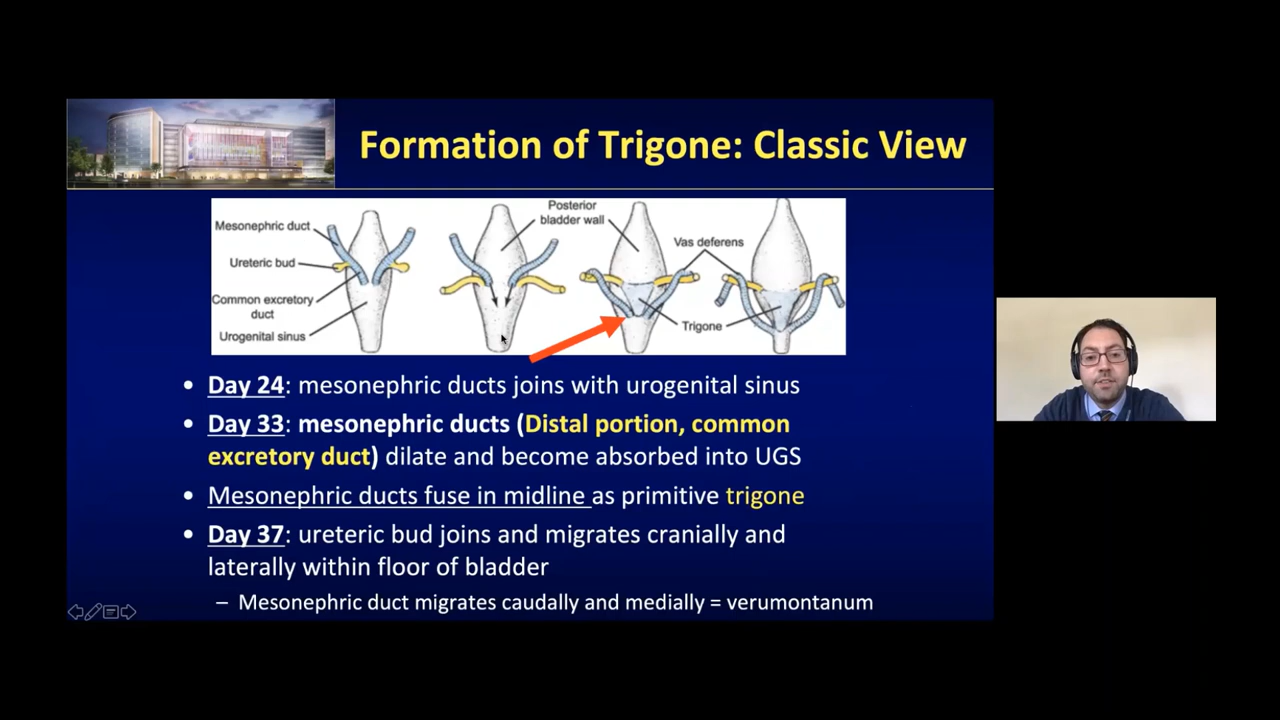 Formation of Trigone: Classic View
Mesonephric duct
Ureteric bud
Common excretory
duct
Urogenital sinus
Posterior
bladder wall
Vas deferens
Trigone
• Day 24: mesonephric ducts joins with urogenital sinus
• Day 33: mesonephric ducts (Distal portion, common
excretory duct) dilate and become absorbed into UGS
• Mesonephric ducts fuse in midline as primitive trigone
• Day 37: ureteric bud joins and migrates cranially and
laterally within floor of bladder
– Mesonephric duct migrates caudally and medially = verumontanum